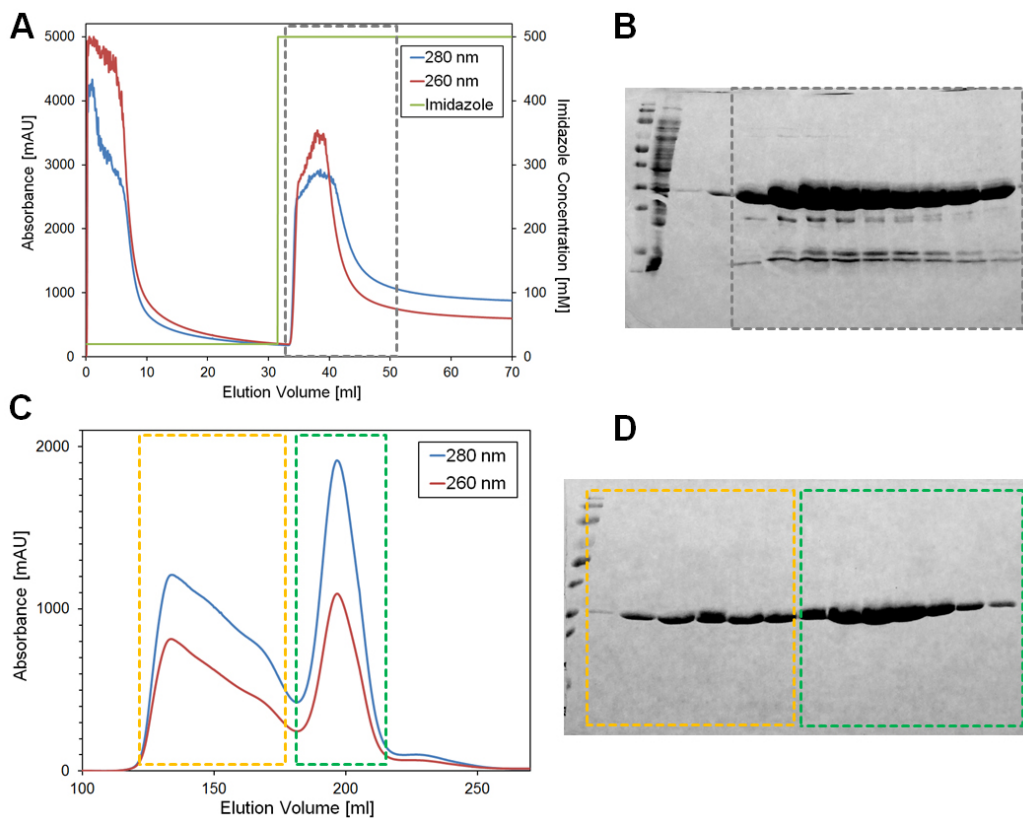 A
5000
4000
3000
2000
1000
0
Absorbance [mAU]
280 nm
260 nm
Imidazole
500
400
300
200
100
0
Imidazole Concentration [mM]
0 10 20 30 40 50 60 70
Elution Volume [ml]
B
C
2000
1000
0
Absorbance [mAU]
280 nm
260 nm
100 150 200 250
Elution Volume [ml]
D